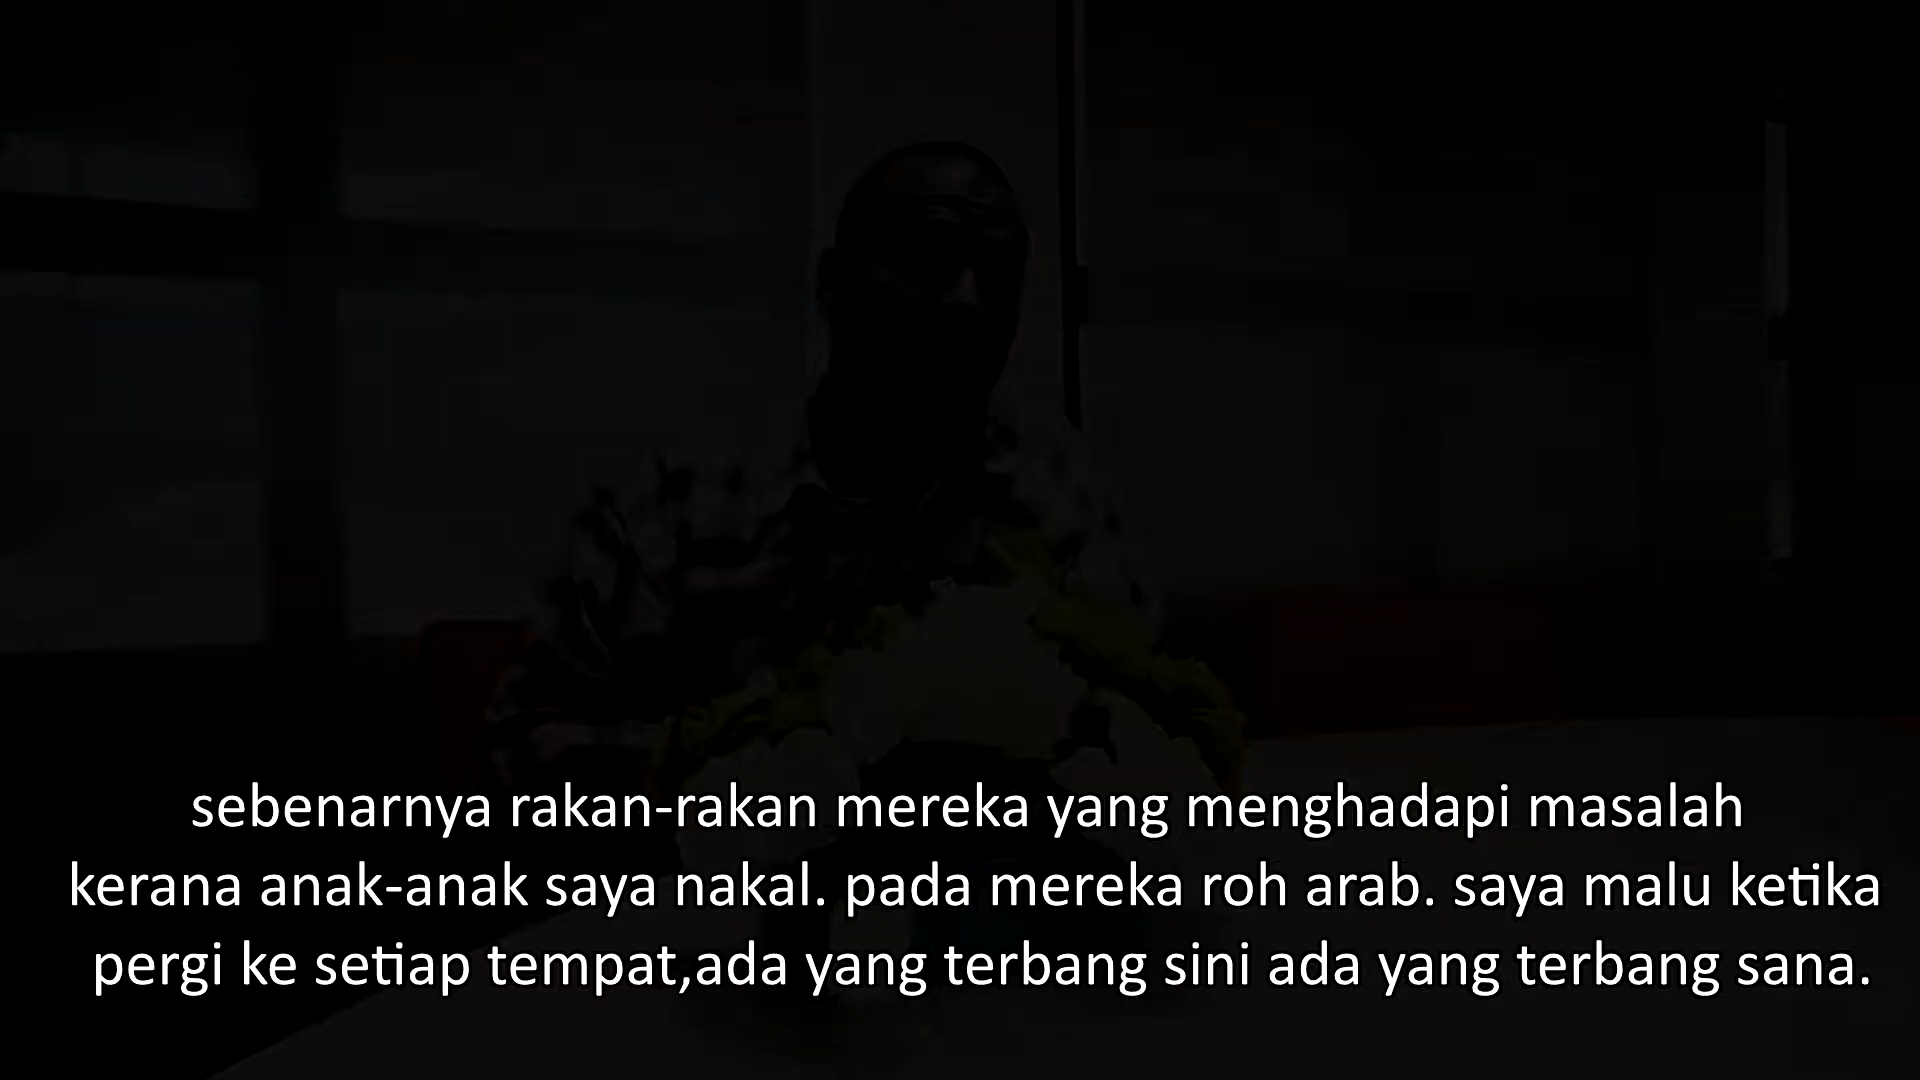 sebenarnya rakan-rakan mereka yang menghadapi masalah
kerana anak-anak saya nakal. pada mereka roh arab. saya malu ketika
pergi ke setiap tempat,ada yang terbang sini ada yang terbang sana.